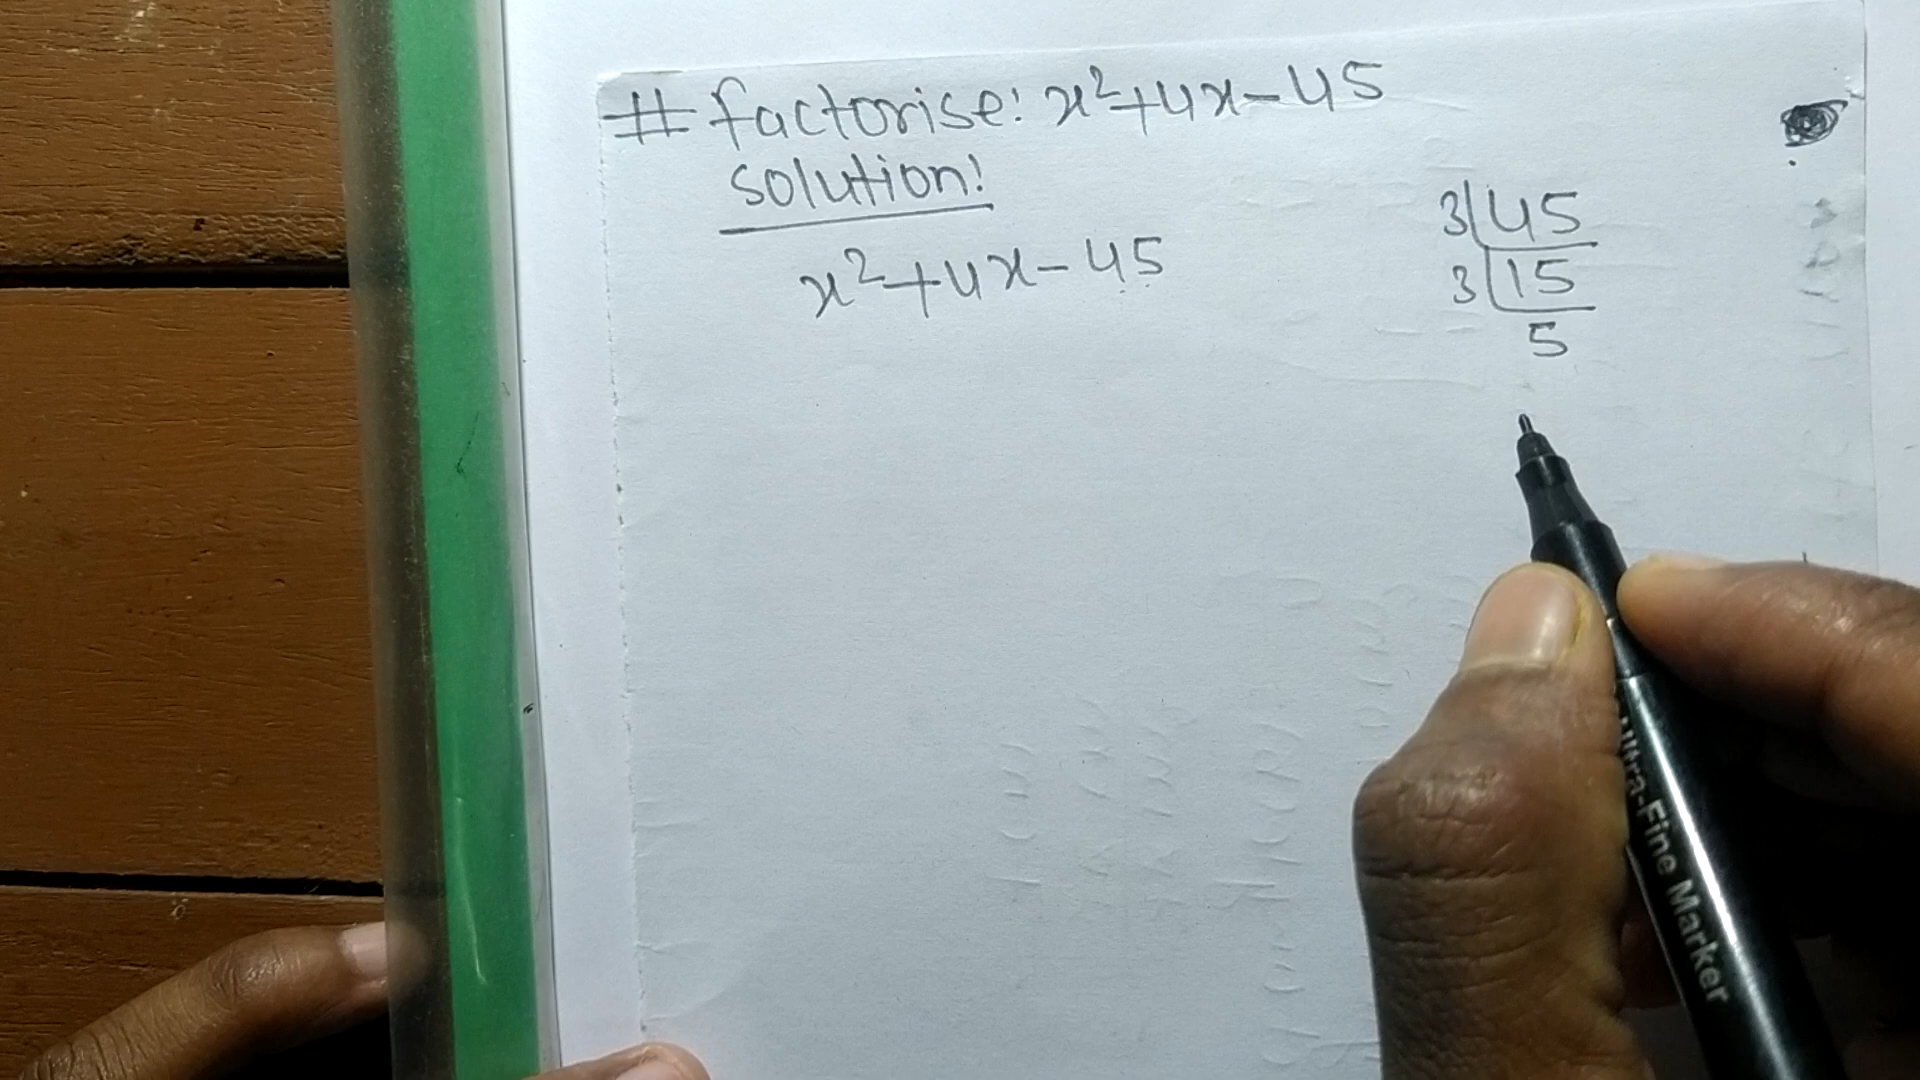 # factorise: x²+4x-45
solution:
x²+4x-45
3|45
3|15
5
Ultra-Fine Marker